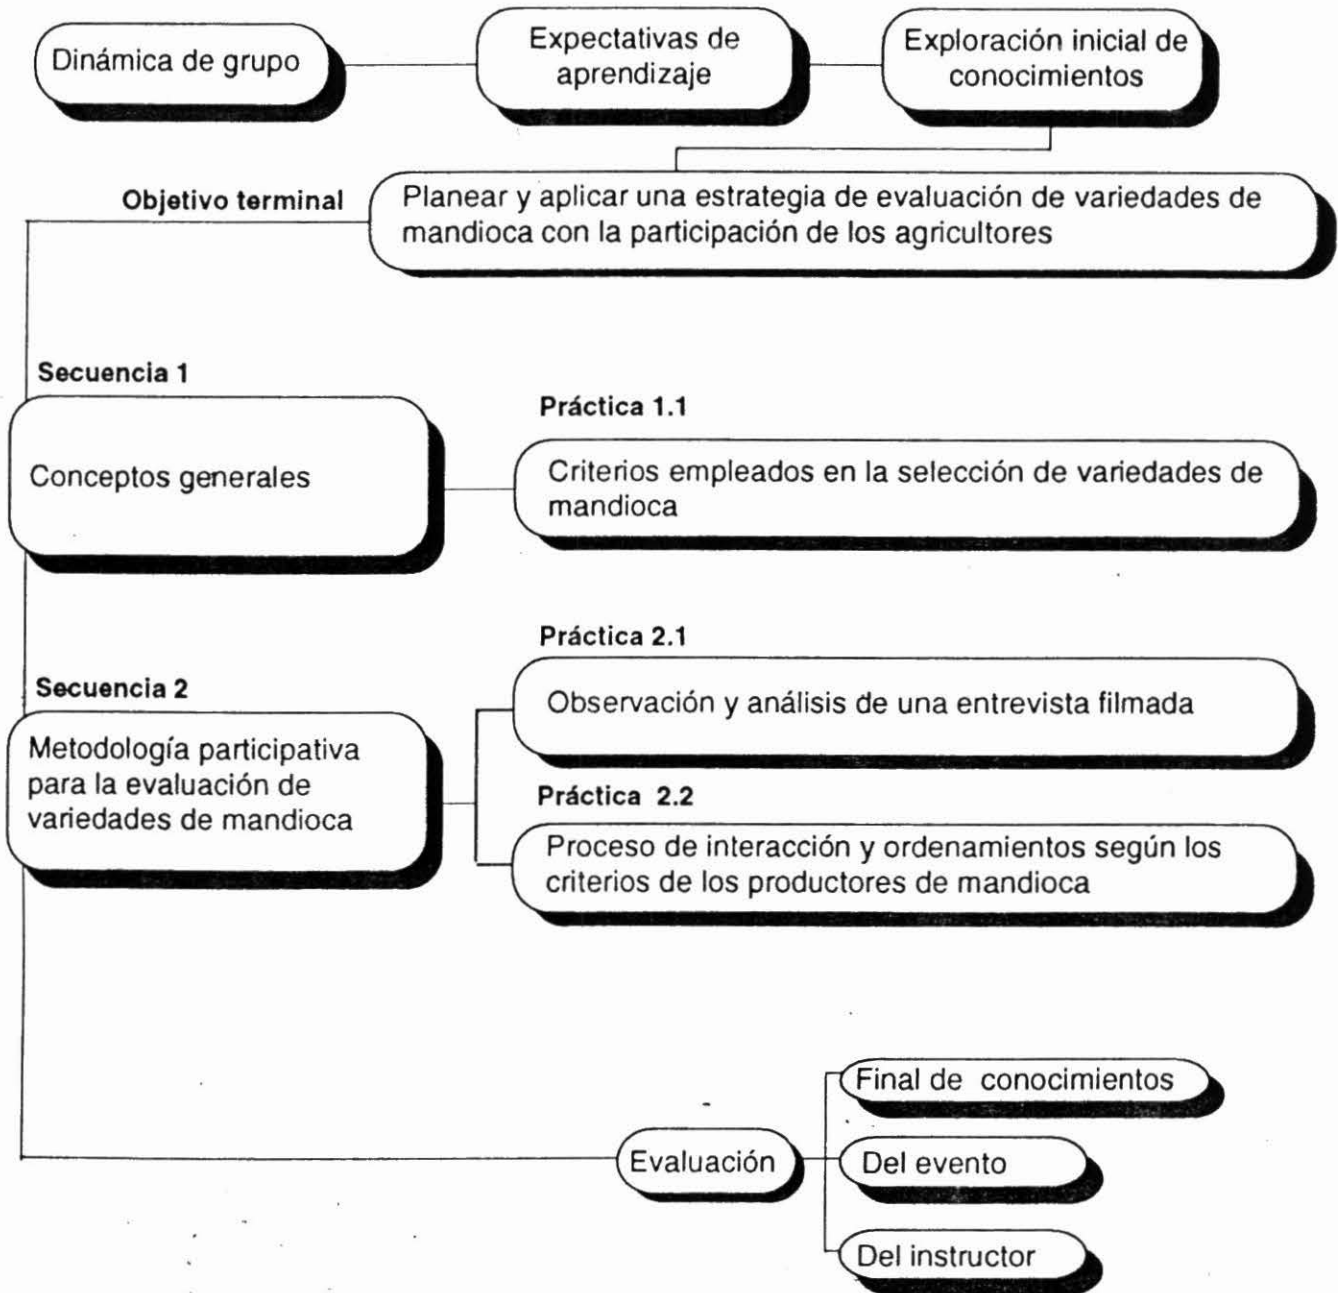 Dinámica de grupo
Expectativas de
aprendizaje
Exploración inicial de
conocimientos
Objetivo terminal
Planear y aplicar una estrategia de evaluación de variedades de
mandioca con la participación de los agricultores
Secuencia 1
Conceptos generales
Práctica 1.1
Criterios empleados en la selección de variedades de
mandioca
Secuencia 2
Metodología participativa
para la evaluación de
variedades de mandioca
Práctica 2.1
Observación y análisis de una entrevista filmada
Práctica 2.2
Proceso de interacción y ordenamientos según los
criterios de los productores de mandioca
Evaluación
Final de conocimientos
Del evento
Del instructor